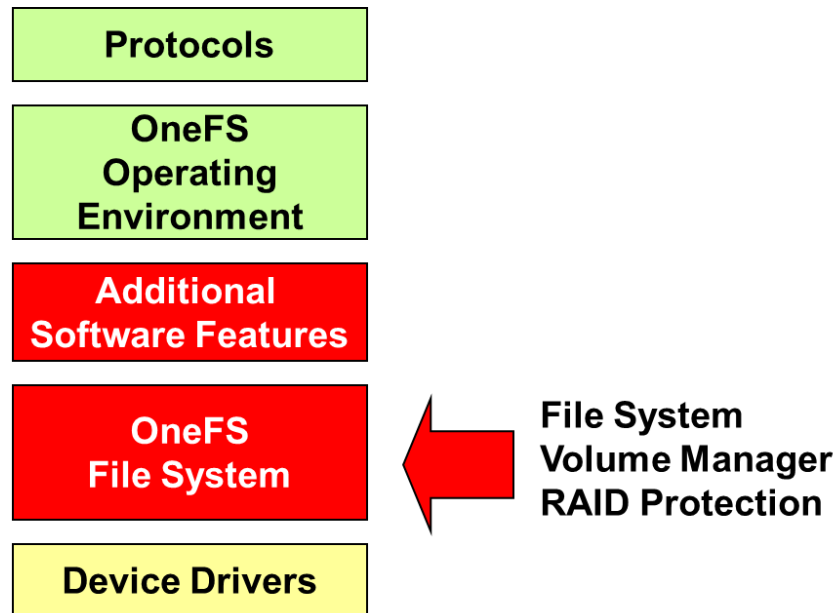 Protocols
OneFS
Operating
Environment
Additional
Software Features
OneFS
File System
File System
Volume Manager
RAID Protection
Device Drivers